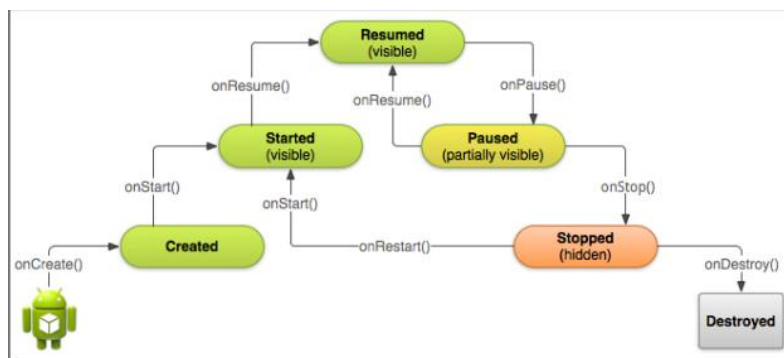 Resumed
(visible)
onResume()
onResume()
onPause()
Started
(visible)
Paused
(partially visible)
onStart()
onStart()
onStop()
Created
onRestart()
Stopped
(hidden)
onCreate()
onDestroy()
Destroyed